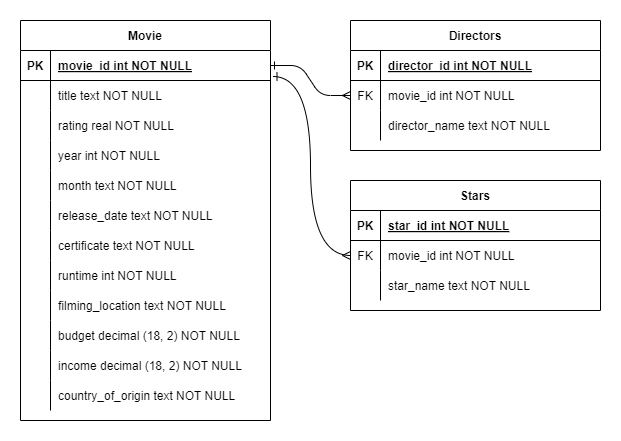 Movie
PK movie_id int NOT NULL
title text NOT NULL
rating real NOT NULL
year int NOT NULL
month text NOT NULL
release_date text NOT NULL
certificate text NOT NULL
runtime int NOT NULL
filming_location text NOT NULL
budget decimal (18, 2) NOT NULL
income decimal (18, 2) NOT NULL
country_of_origin text NOT NULL
Directors
PK director_id int NOT NULL
FK movie_id int NOT NULL
director_name text NOT NULL
Stars
PK star_id int NOT NULL
FK movie_id int NOT NULL
star_name text NOT NULL